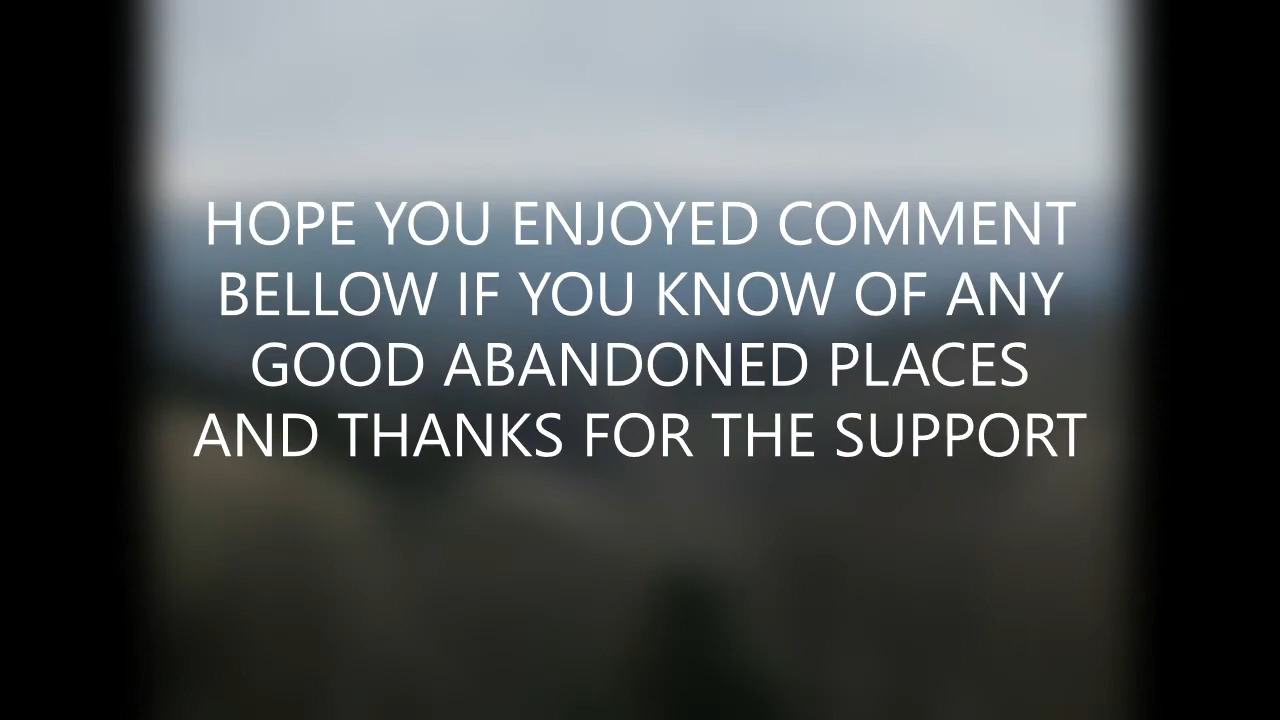 HOPE YOU ENJOYED COMMENT
BELLOW IF YOU KNOW OF ANY
GOOD ABANDONED PLACES
AND THANKS FOR THE SUPPORT